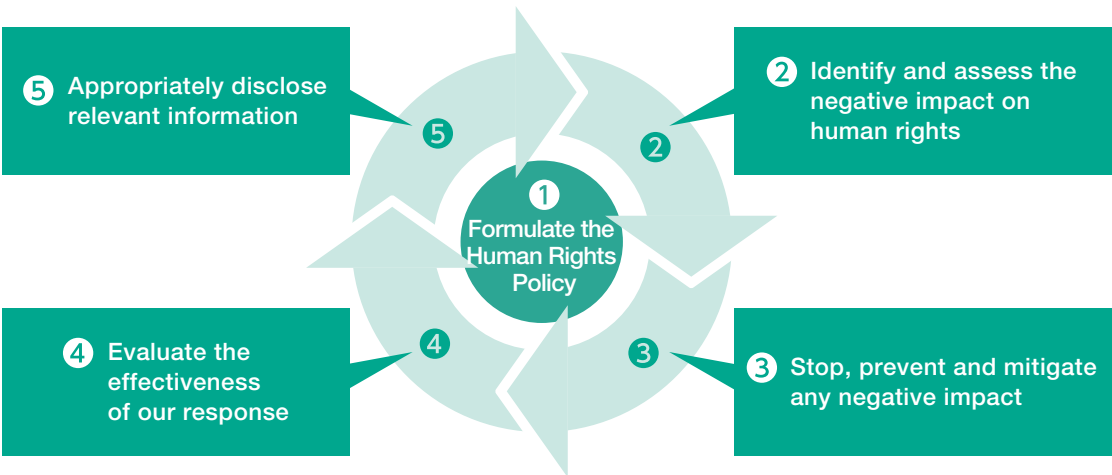 ① Formulate the
Human Rights
Policy
② Identify and assess the
negative impact on
human rights
③ Stop, prevent and mitigate
any negative impact
④ Evaluate the
effectiveness
of our response
⑤ Appropriately disclose
relevant information
②
③
④
⑤